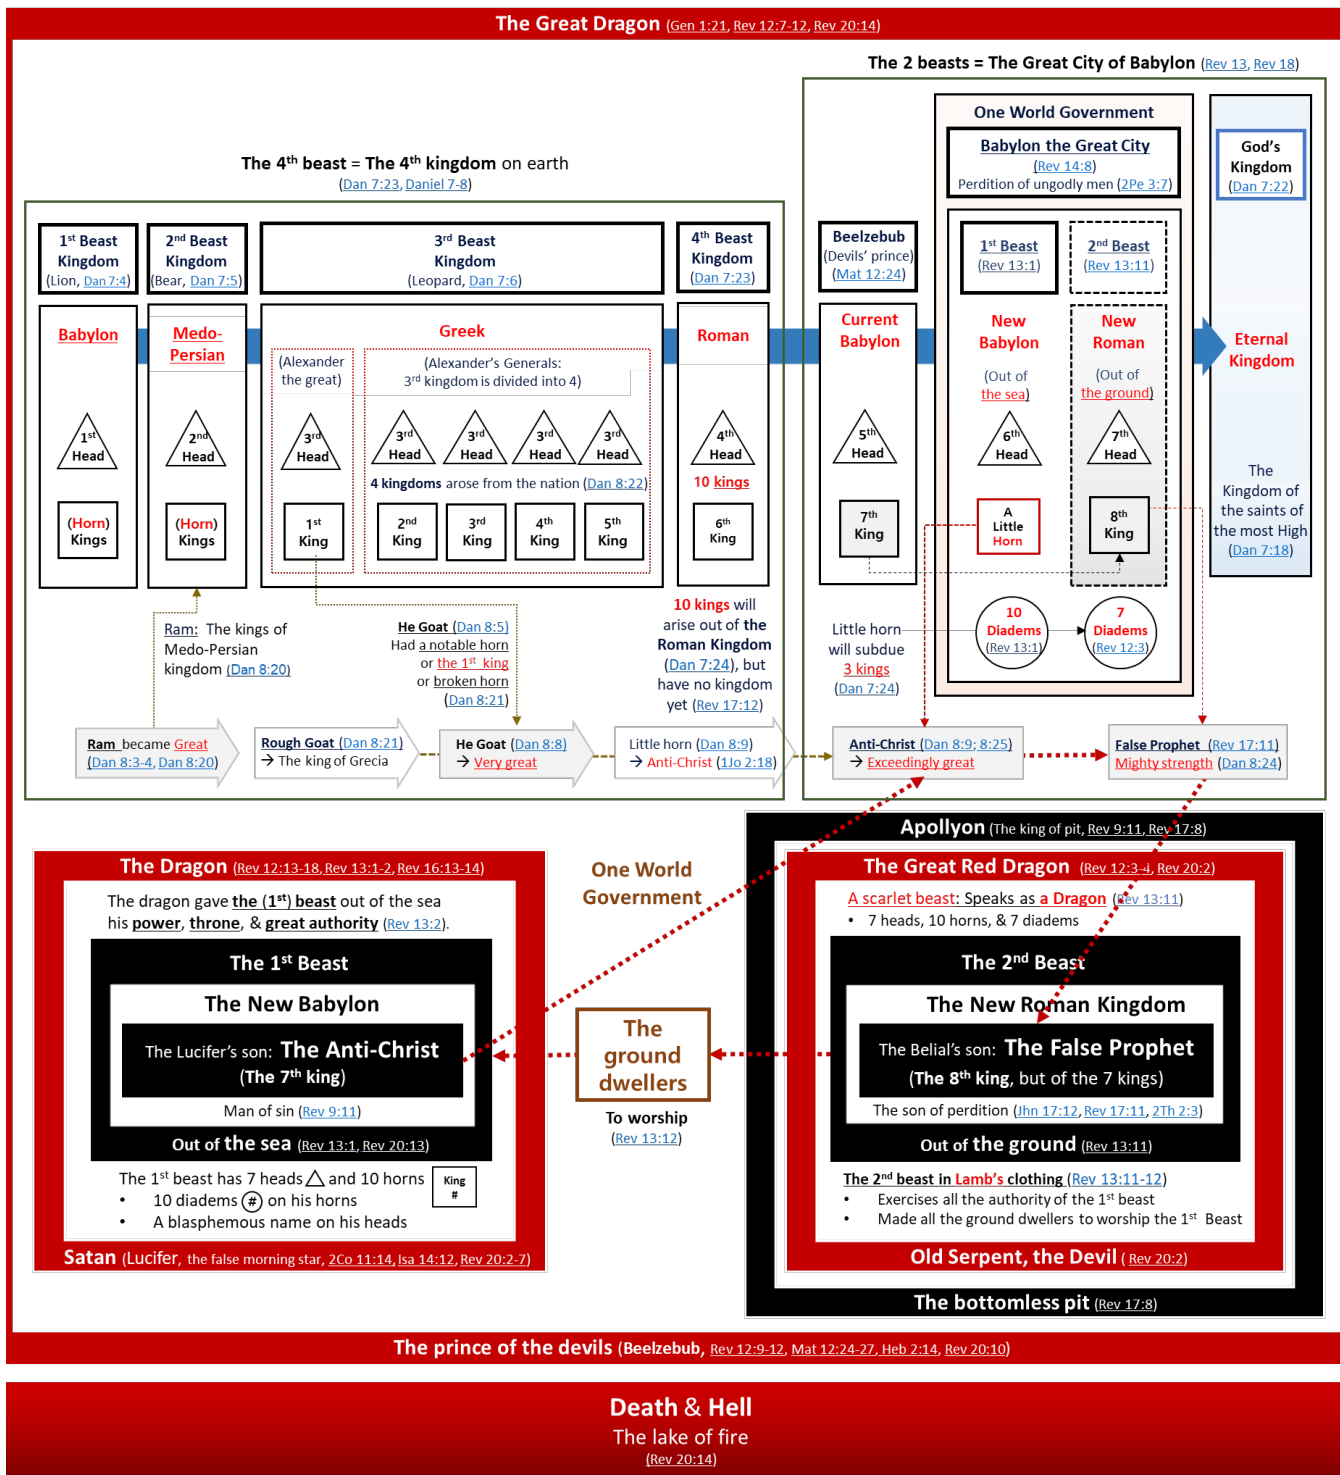 The Great Dragon (Gen 1:21, Rev 12:7-12, Rev 20:14)
The 2 beasts = The Great City of Babylon (Rev 13, Rev 18)
The 4th beast = The 4th kingdom on earth
(Dan 7:23, Daniel 7-8)
1st Beast
Kingdom
(Lion, Dan 7:4)
2nd Beast
Kingdom
(Bear, Dan 7:5)
3rd Beast
Kingdom
(Leopard, Dan 7:6)
4th Beast
Kingdom
(Dan 7:23)
Beelzebub
(Devils' prince)
(Mat 12:24)
One World Government
Babylon the Great City
(Rev 14:8)
Perdition of ungodly men (2Pe 3:7)
1st Beast
(Rev 13:1)
2nd Beast
(Rev 13:11)
God's
Kingdom
(Dan 7:22)
Babylon
Medo-
Persian
Greek
Roman
Current
Babylon
New
Babylon
New
Roman
Eternal
Kingdom
(Alexander
the great)
(Alexander's Generals:
3rd kingdom is divided into 4)
(Out of
the sea)
(Out of
the ground)
1st
Head
2nd
Head
3rd
Head
3rd
Head
3rd
Head
3rd
Head
3rd
Head
4th
Head
5th
Head
6th
Head
7th
Head
4 kingdoms arose from the nation (Dan 8:22)
10 kings
(Horn)
Kings
(Horn)
Kings
1st
King
2nd
King
3rd
King
4th
King
5th
King
6th
King
7th
King
A
Little
Horn
8th
King
The
Kingdom of
the saints of
the most High
(Dan 7:18)
Ram: The kings of
Medo-Persian
kingdom (Dan 8:20)
He Goat (Dan 8:5)
Had a notable horn
or the 1st king
or broken horn
(Dan 8:21)
10 kings will
arise out of the
Roman Kingdom
(Dan 7:24), but
have no kingdom
yet (Rev 17:12)
Little horn
will subdue
3 kings
(Dan 7:24)
10
Diadems
(Rev 13:1)
7
Diadems
(Rev 12:3)
Ram became Great
(Dan 8:3-4, Dan 8:20)
Rough Goat (Dan 8:21)
→ The king of Grecia
He Goat (Dan 8:8)
→ Very great
Little horn (Dan 8:9)
→ Anti-Christ (1Jo 2:18)
Anti-Christ (Dan 8:9; 8:25)
→ Exceedingly great
False Prophet (Rev 17:11)
Mighty strength (Dan 8:24)
Apollyon (The king of pit, Rev 9:11, Rev 17:8)
The Dragon (Rev 12:13-18, Rev 13:1-2, Rev 16:13-14)
The dragon gave the (1st) beast out of the sea
his power, throne, & great authority (Rev 13:2).
The 1st Beast
The New Babylon
The Lucifer's son: The Anti-Christ
(The 7th king)
Man of sin (Rev 9:11)
Out of the sea (Rev 13:1, Rev 20:13)
The 1st beast has 7 heads and 10 horns
King
#
• 10 diadems # on his horns
• A blasphemous name on his heads
Satan (Lucifer, the false morning star, 2Co 11:14, Isa 14:12, Rev 20:2-7)
One World
Government
The
ground
dwellers
To worship
(Rev 13:12)
The Great Red Dragon (Rev 12:3-4, Rev 20:2)
A scarlet beast: Speaks as a Dragon (Rev 13:11)
• 7 heads, 10 horns, & 7 diadems
The 2nd Beast
The New Roman Kingdom
The Belial's son: The False Prophet
(The 8th king, but of the 7 kings)
The son of perdition (Jhn 17:12, Rev 17:11, 2Th 2:3)
Out of the ground (Rev 13:11)
The 2nd beast in Lamb's clothing (Rev 13:11-12)
• Exercises all the authority of the 1st beast
• Made all the ground dwellers to worship the 1st Beast
Old Serpent, the Devil ( Rev 20:2)
The bottomless pit (Rev 17:8)
The prince of the devils (Beelzebub, Rev 12:9-12, Mat 12:24-27, Heb 2:14, Rev 20:10)
Death & Hell
The lake of fire
(Rev 20:14)